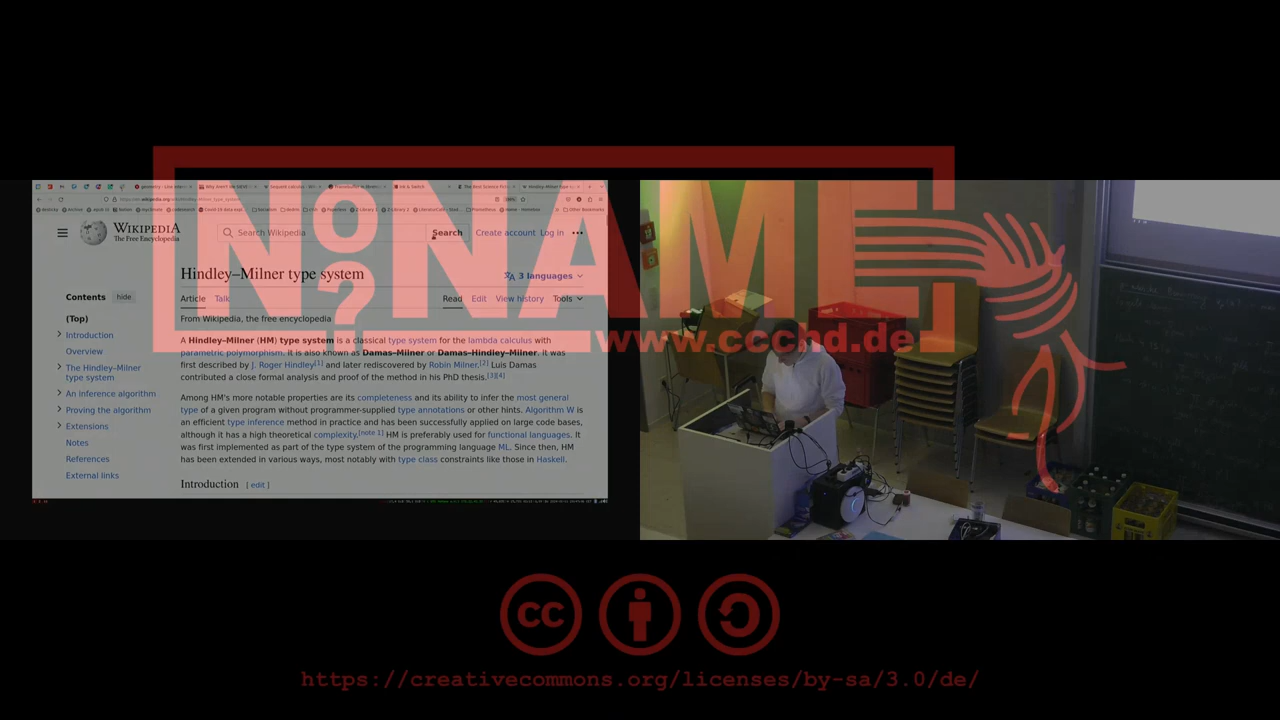 NoNAME
?
www.ccchd.de
WIKIPEDIA
The Free Encyclopedia
Search Wikipedia
Search
Create account Log in •••
Hindley–Milner type system
3 languages
Article Talk
Read Edit View history Tools
From Wikipedia, the free encyclopedia
Contents hide
(Top)
Introduction
Overview
The Hindley–Milner
type system
An inference algorithm
Proving the algorithm
Extensions
Notes
References
External links
A Hindley–Milner (HM) type system is a classical type system for the lambda calculus with
parametric polymorphism. It is also known as Damas–Milner or Damas–Hindley–Milner. It was
first described by J. Roger Hindley[1] and later rediscovered by Robin Milner.[2] Luis Damas
contributed a close formal analysis and proof of the method in his PhD thesis.[3][4]
Among HM's more notable properties are its completeness and its ability to infer the most general
type of a given program without programmer-supplied type annotations or other hints. Algorithm W is
an efficient type inference method in practice and has been successfully applied on large code bases,
although it has a high theoretical complexity.[note 1] HM is preferably used for functional languages. It
was first implemented as part of the type system of the programming language ML. Since then, HM
has been extended in various ways, most notably with type class constraints like those in Haskell.
Introduction [ edit ]
cc
https://creativecommons.org/licenses/by-sa/3.0/de/